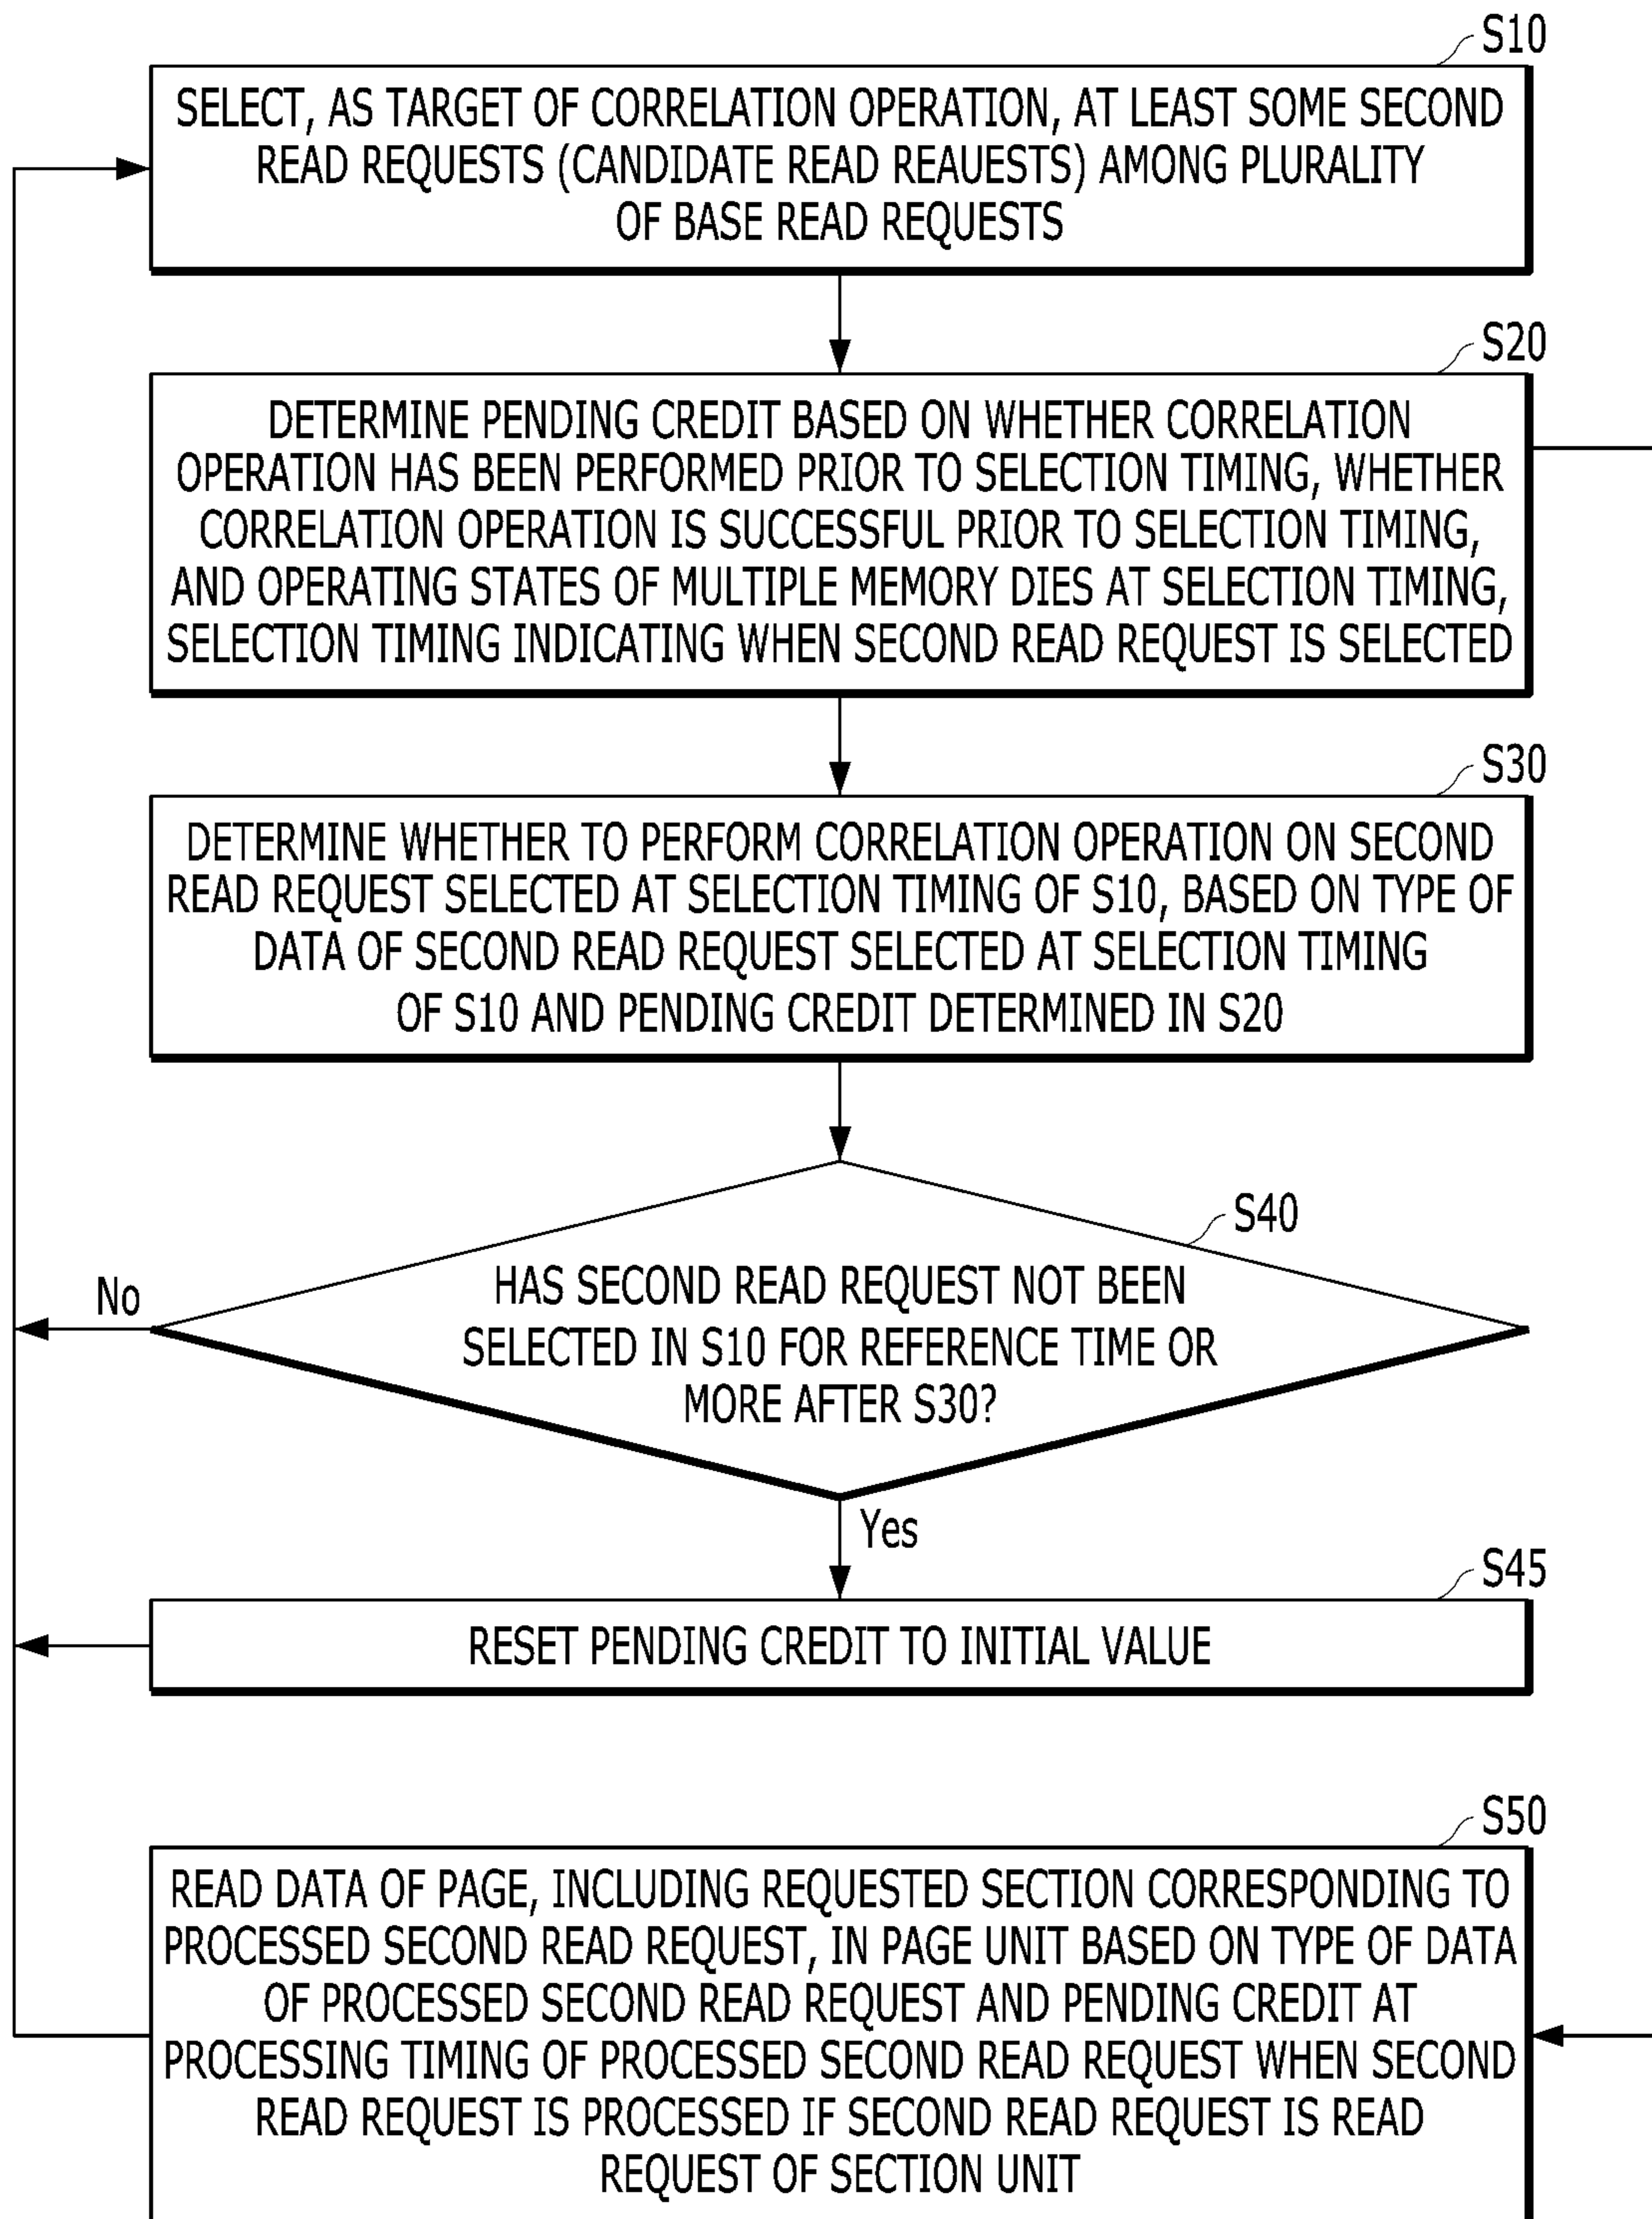 S10
SELECT, AS TARGET OF CORRELATION OPERATION, AT LEAST SOME SECOND
READ REQUESTS (CANDIDATE READ REAUESTS) AMONG PLURALITY
OF BASE READ REQUESTS
S20
DETERMINE PENDING CREDIT BASED ON WHETHER CORRELATION
OPERATION HAS BEEN PERFORMED PRIOR TO SELECTION TIMING, WHETHER
CORRELATION OPERATION IS SUCCESSFUL PRIOR TO SELECTION TIMING,
AND OPERATING STATES OF MULTIPLE MEMORY DIES AT SELECTION TIMING,
SELECTION TIMING INDICATING WHEN SECOND READ REQUEST IS SELECTED
S30
DETERMINE WHETHER TO PERFORM CORRELATION OPERATION ON SECOND
READ REQUEST SELECTED AT SELECTION TIMING OF S10, BASED ON TYPE OF
DATA OF SECOND READ REQUEST SELECTED AT SELECTION TIMING
OF S10 AND PENDING CREDIT DETERMINED IN S20
S40
HAS SECOND READ REQUEST NOT BEEN
SELECTED IN S10 FOR REFERENCE TIME OR
MORE AFTER S30?
No
Yes
S45
RESET PENDING CREDIT TO INITIAL VALUE
S50
READ DATA OF PAGE, INCLUDING REQUESTED SECTION CORRESPONDING TO
PROCESSED SECOND READ REQUEST, IN PAGE UNIT BASED ON TYPE OF DATA
OF PROCESSED SECOND READ REQUEST AND PENDING CREDIT AT
PROCESSING TIMING OF PROCESSED SECOND READ REQUEST WHEN SECOND
READ REQUEST IS PROCESSED IF SECOND READ REQUEST IS READ
REQUEST OF SECTION UNIT